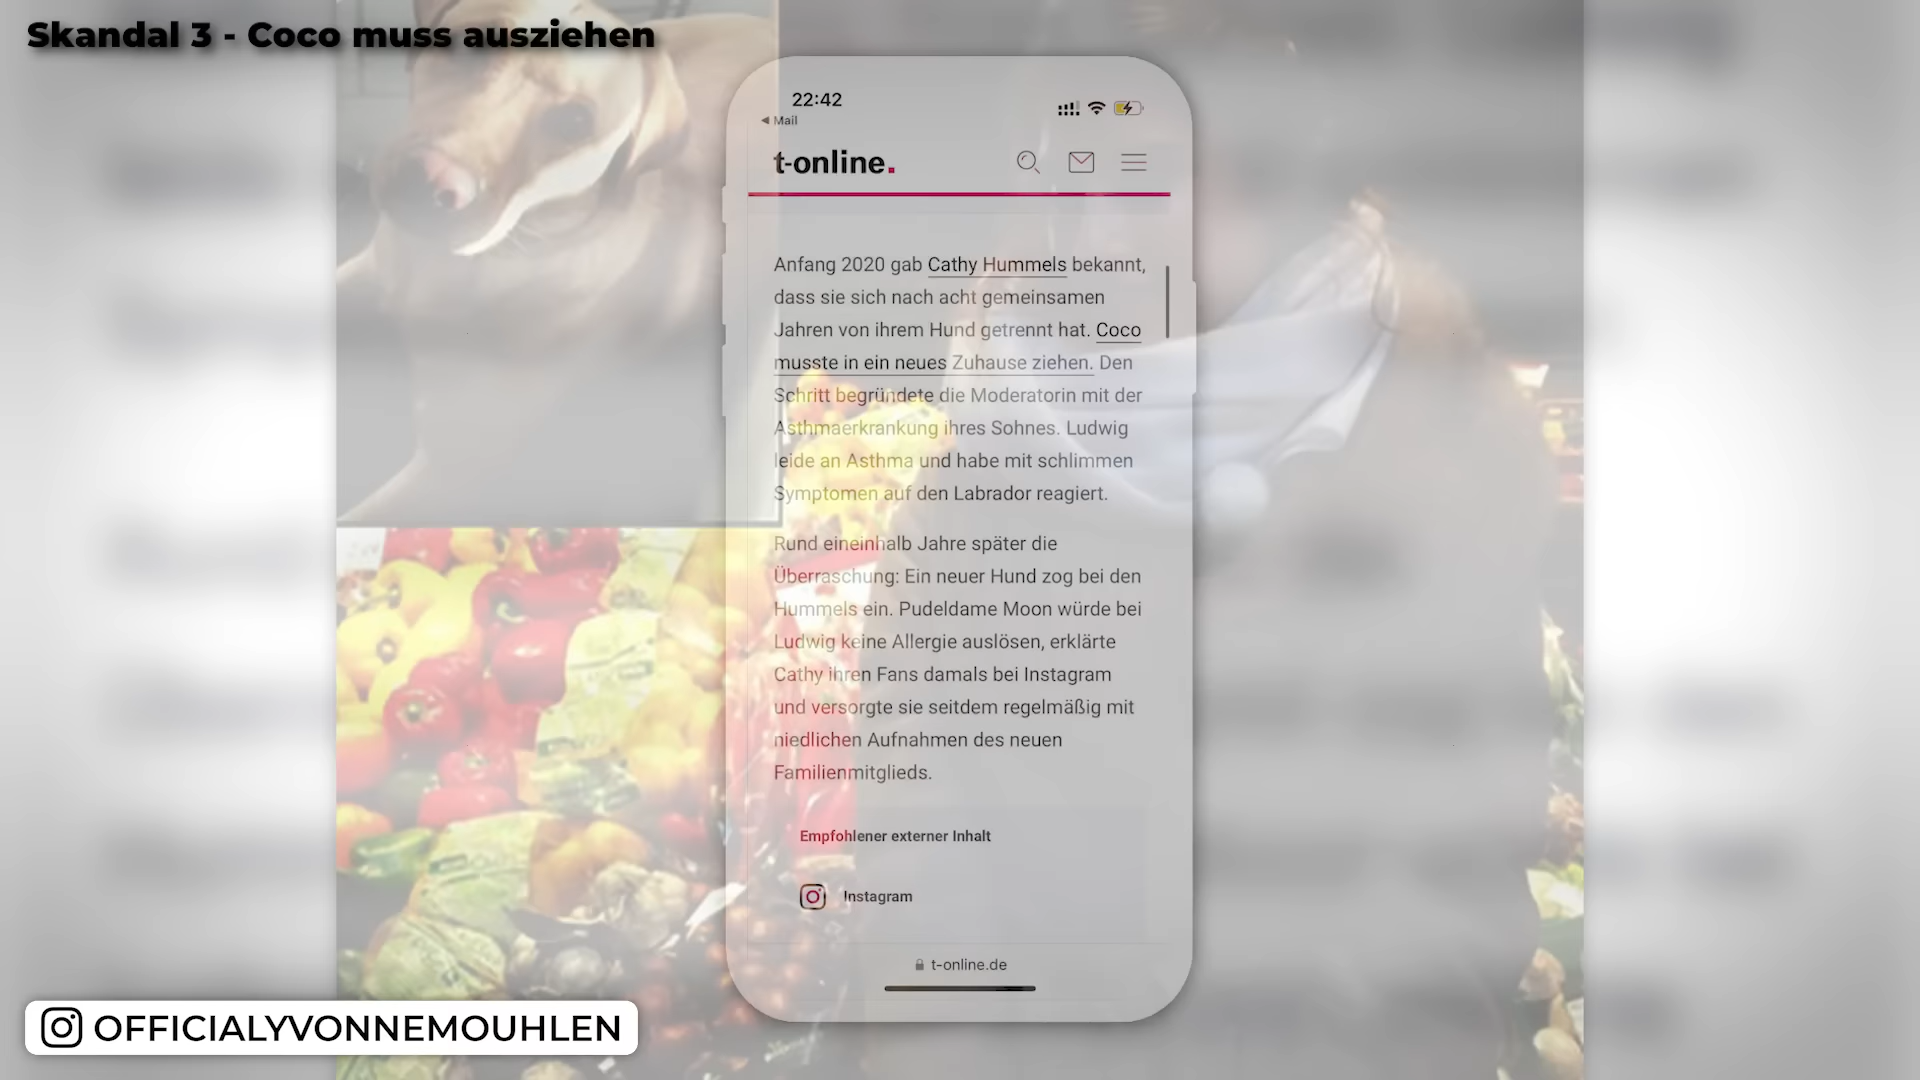 Skandal 3 - Coco muss ausziehen
22:42
Mail
t-online.
Anfang 2020 gab Cathy Hummels bekannt,
dass sie sich nach acht gemeinsamen
Jahren von ihrem Hund getrennt hat. Coco
musste in ein neues Zuhause ziehen. Den
Schritt begründete die Moderatorin mit der
Asthmaerkrankung ihres Sohnes. Ludwig
leide an Asthma und habe mit schlimmen
Symptomen auf den Labrador reagiert.
Rund eineinhalb Jahre später die
Überraschung: Ein neuer Hund zog bei den
Hummels ein. Pudeldame Moon würde bei
Ludwig keine Allergie auslösen, erklärte
Cathy ihren Fans damals bei Instagram
und versorgte sie seitdem regelmäßig mit
niedlichen Aufnahmen des neuen
Familienmitglieds.
Empfohlener externer Inhalt
Instagram
t-online.de
OFFICIALYVONNEMOUHLEN